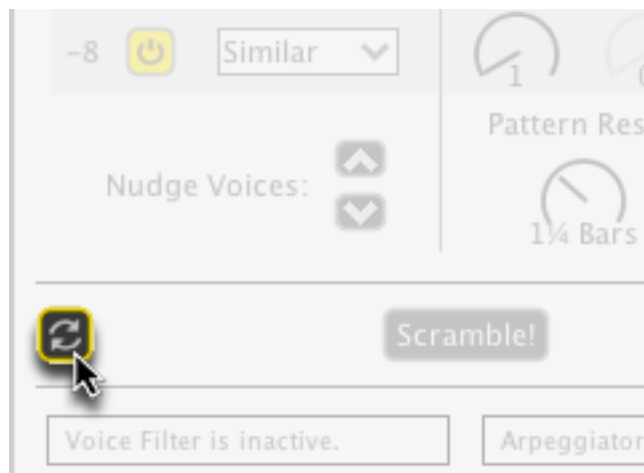 -8 Similar 1
Pattern Res
Nudge Voices:
1¼ Bars
Scramble!
Voice Filter is inactive. Arpeggiator